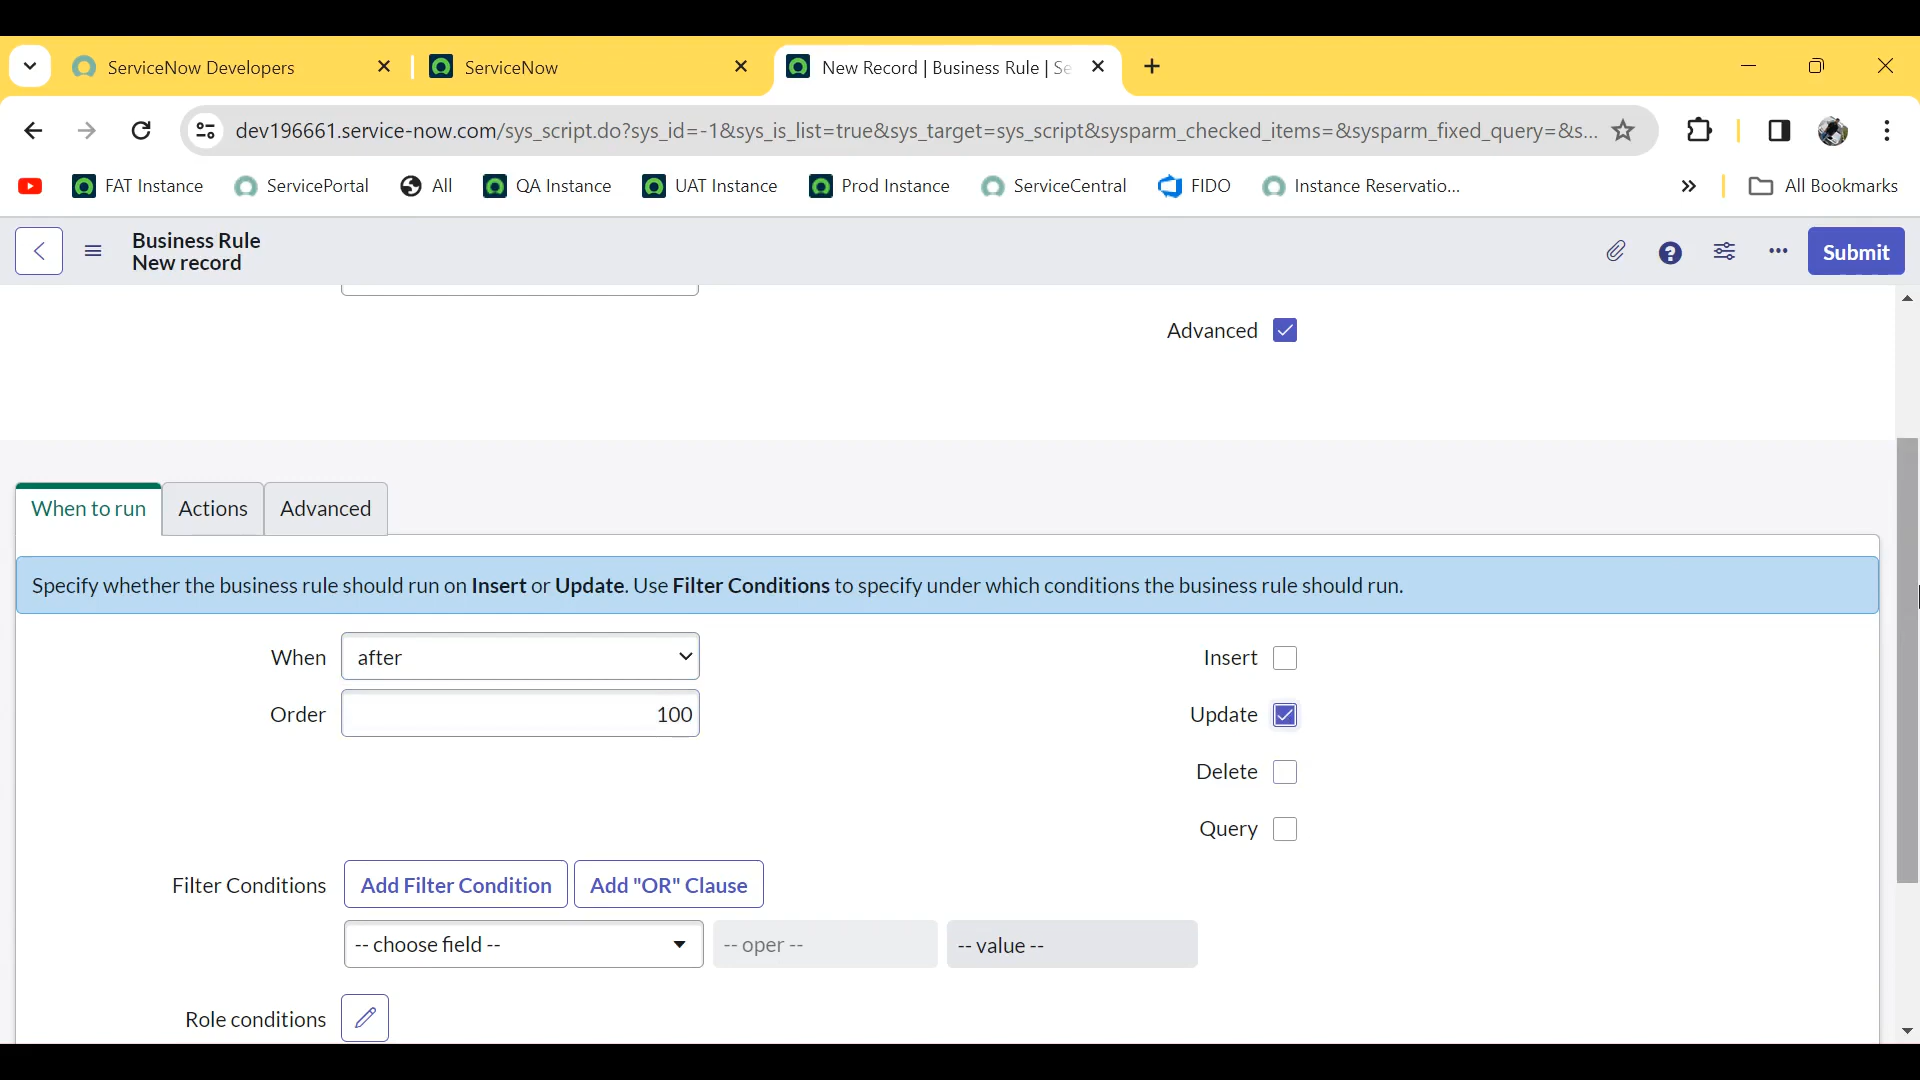 ServiceNow Developers
ServiceNow
New Record | Business Rule | Se
dev196661.service-now.com/sys_script.do?sys_id=-1&sys_is_list=true&sys_target=sys_script&sysparm_checked_items=&sysparm_fixed_query=&s...
FAT Instance
ServicePortal
All
QA Instance
UAT Instance
Prod Instance
ServiceCentral
FIDO
Instance Reservatio...
All Bookmarks
Business Rule
New record
Submit
Advanced
When to run
Actions
Advanced
Specify whether the business rule should run on Insert or Update. Use Filter Conditions to specify under which conditions the business rule should run.
When
after
Insert
Order
100
Update
Delete
Query
Filter Conditions
Add Filter Condition
Add "OR" Clause
-- choose field --
-- oper --
-- value --
Role conditions